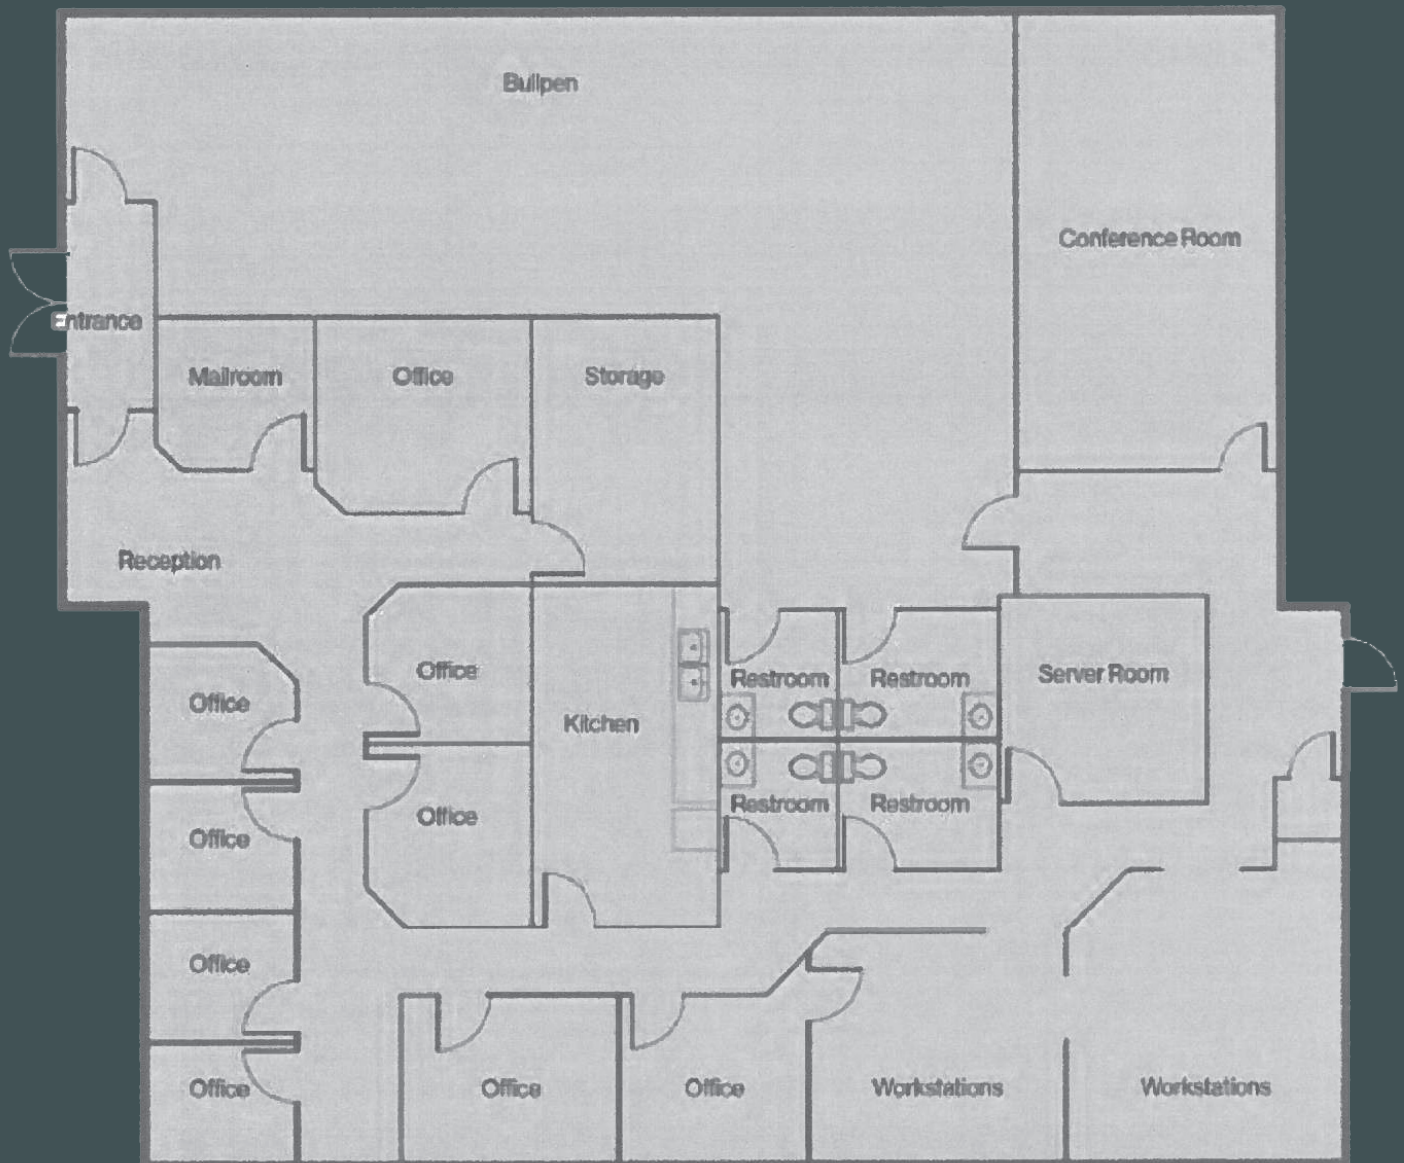 Bullpen
Conference Room
Entrance
Mailroom
Office
Storage
Reception
Office
Restroom
Restroom
Server Room
Office
Kitchen
Restroom
Restroom
Office
Office
Office
Office
Office
Office
Workstations
Workstations